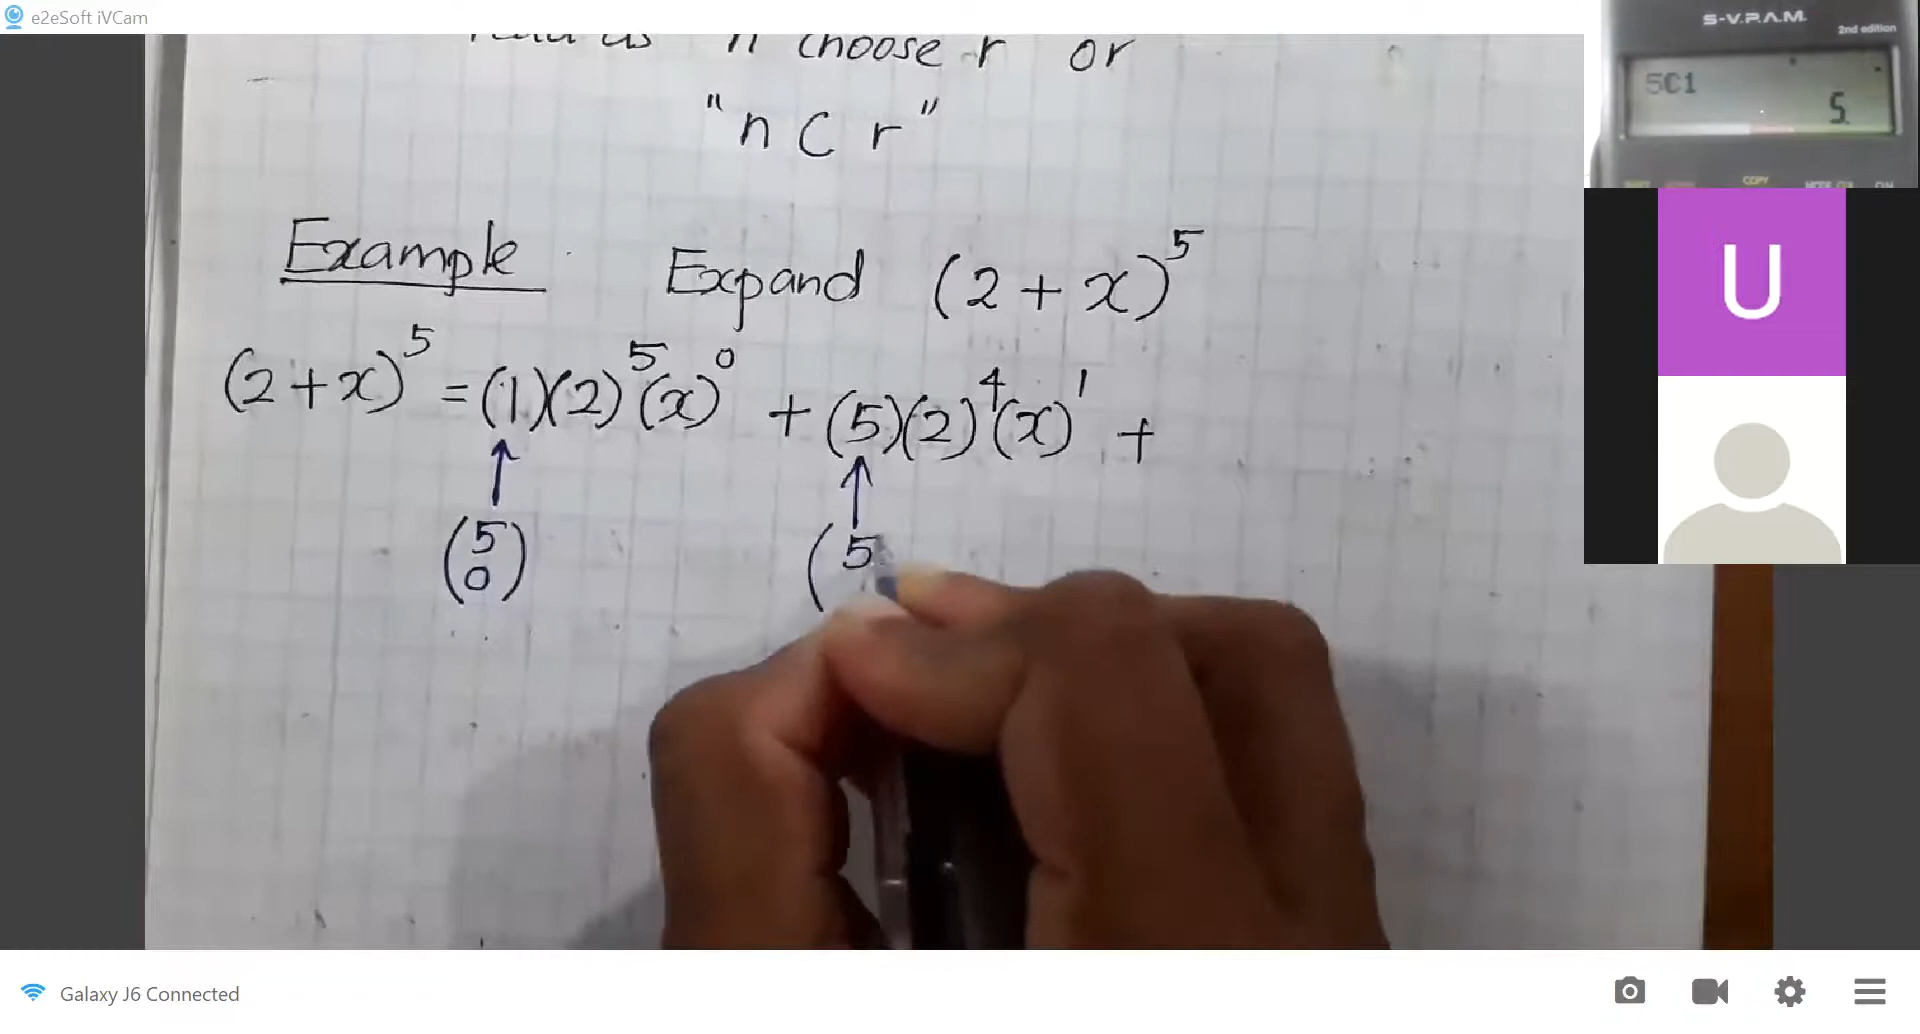 e2eSoft iVCam
S-V.P.A.M.
2nd edition
5C1
5.
COPY
n choose r or
"n C r"
Example Expand (2 + x)^5
(2+x)^5 = (1)(2)^5(x)^0 + (5)(2)^4(x)^1 +
↑ ↑
(5 0) (5
U
Galaxy J6 Connected